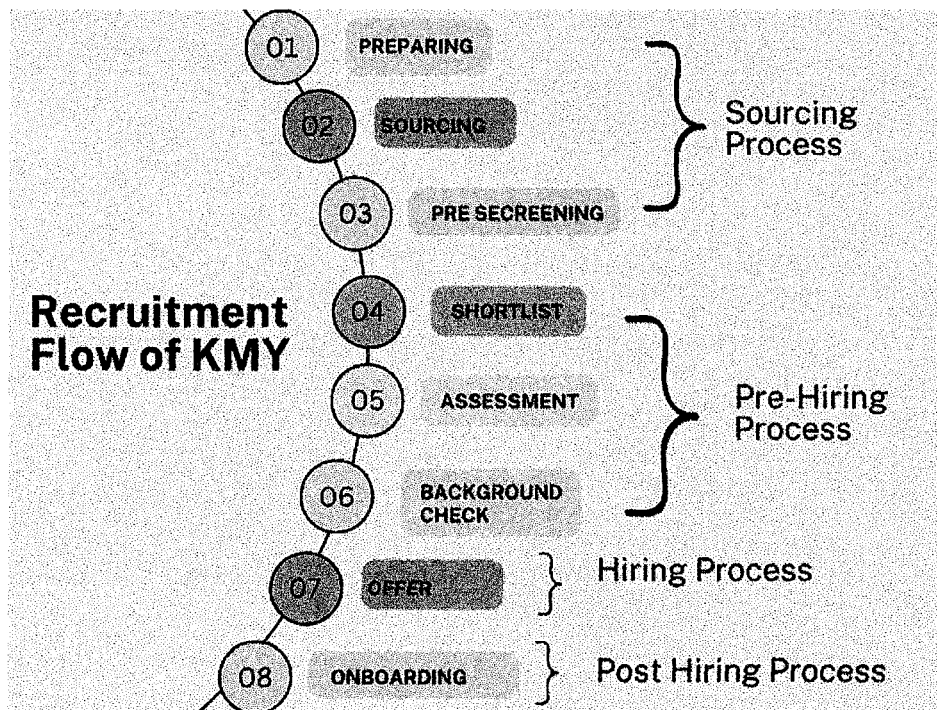 01 PREPARING
02 SOURCING
03 PRE SECREENING
Sourcing
Process
Recruitment
Flow of KMY
04 SHORTLIST
05 ASSESSMENT
06 BACKGROUND
CHECK
Pre-Hiring
Process
07 OFFER
Hiring Process
08 ONBOARDING
Post Hiring Process